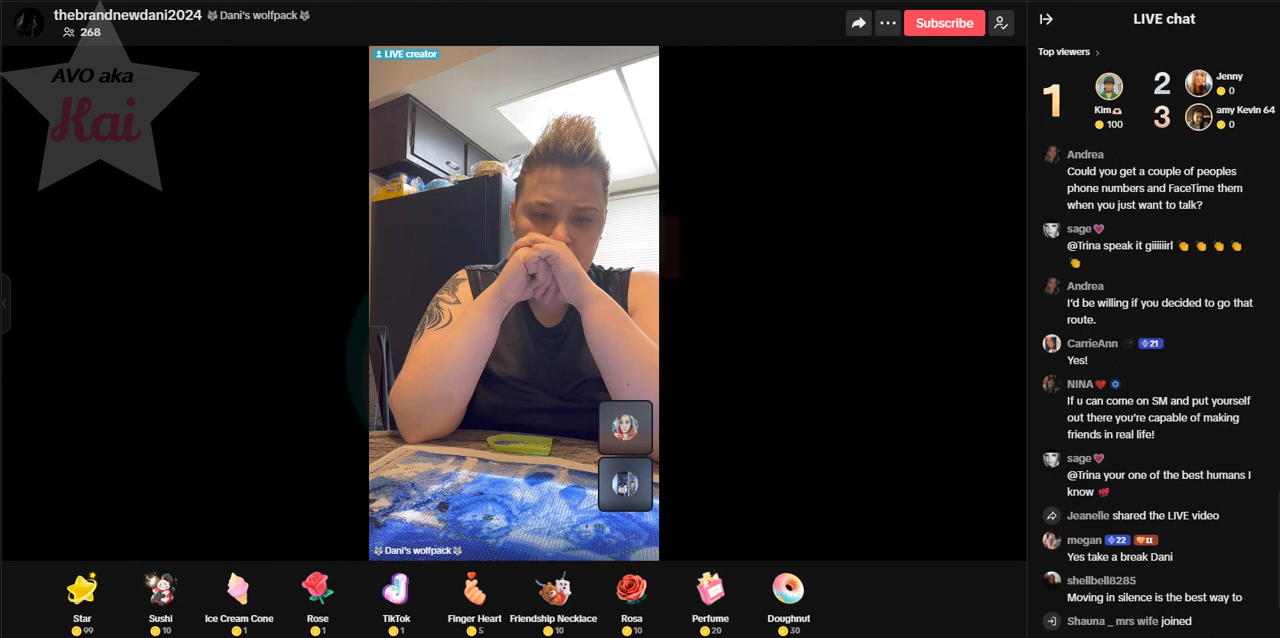 thebrandnewdani2024 🐺Dani's wolfpack🐺
268
Subscribe
AVO aka
Kai
LIVE creator
🐺Dani's wolfpack🐺
Star
99
Sushi
10
Ice Cream Cone
1
Rose
1
TikTok
1
Finger Heart
5
Friendship Necklace
10
Rosa
10
Perfume
20
Doughnut
30
LIVE chat
Top viewers
1
Kim🫶🏻
100
2
Jenny
0
3
amy Kevin 64
0
Andrea
Could you get a couple of peoples
phone numbers and FaceTime them
when you just want to talk?
sage💗
@Trina speak it giiiiiirl 👏 👏 👏 👏
👏
Andrea
I'd be willing if you decided to go that
route.
CarrieAnn 21
Yes!
NINA❤️🧿
If u can come on SM and put yourself
out there you're capable of making
friends in real life!
sage💗
@Trina your one of the best humans I
know 💯
Jeanelle shared the LIVE video
megan 22 II
Yes take a break Dani
shellbell8285
Moving in silence is the best way to
Shauna _ mrs wife joined